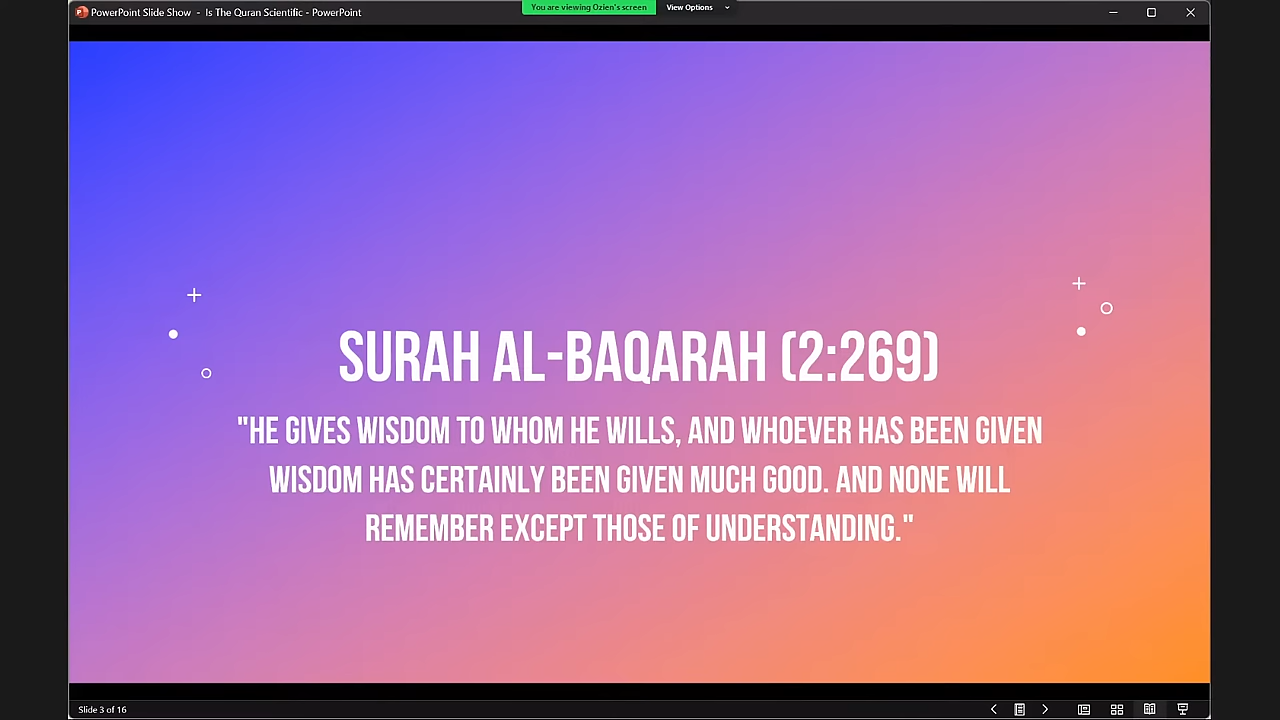 PowerPoint Slide Show - Is The Quran Scientific - PowerPoint
You are viewing Ozien's screen
View Options
SURAH AL-BAQARAH (2:269)
"HE GIVES WISDOM TO WHOM HE WILLS, AND WHOEVER HAS BEEN GIVEN
WISDOM HAS CERTAINLY BEEN GIVEN MUCH GOOD. AND NONE WILL
REMEMBER EXCEPT THOSE OF UNDERSTANDING."
Slide 3 of 16